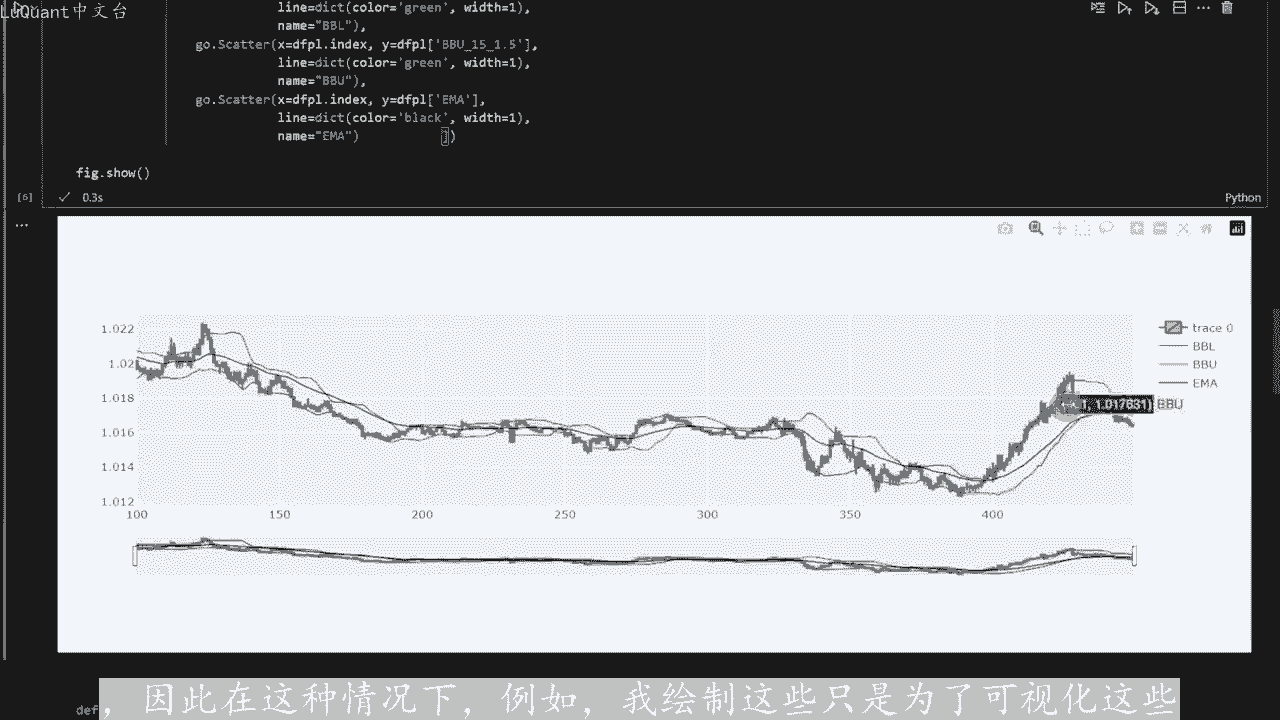 LuQuant中文台
line=dict(color='green', width=1),
name="BBL"),
go.Scatter(x=dfpl.index, y=dfpl['BBU_15_1.5'],
line=dict(color='green', width=1),
name="BBU"),
go.Scatter(x=dfpl.index, y=dfpl['EMA'],
line=dict(color='black', width=1),
name="EMA") ])
fig.show()
[6] 0.3s Python
1.022
1.02
1.018
1.016
1.014
1.012
100 150 200 250 300 350 400
trace 0
BBL
BBU
EMA
1.017631) BBU
def
，因此在这种情况下，例如，我绘制这些只是为了可视化这些